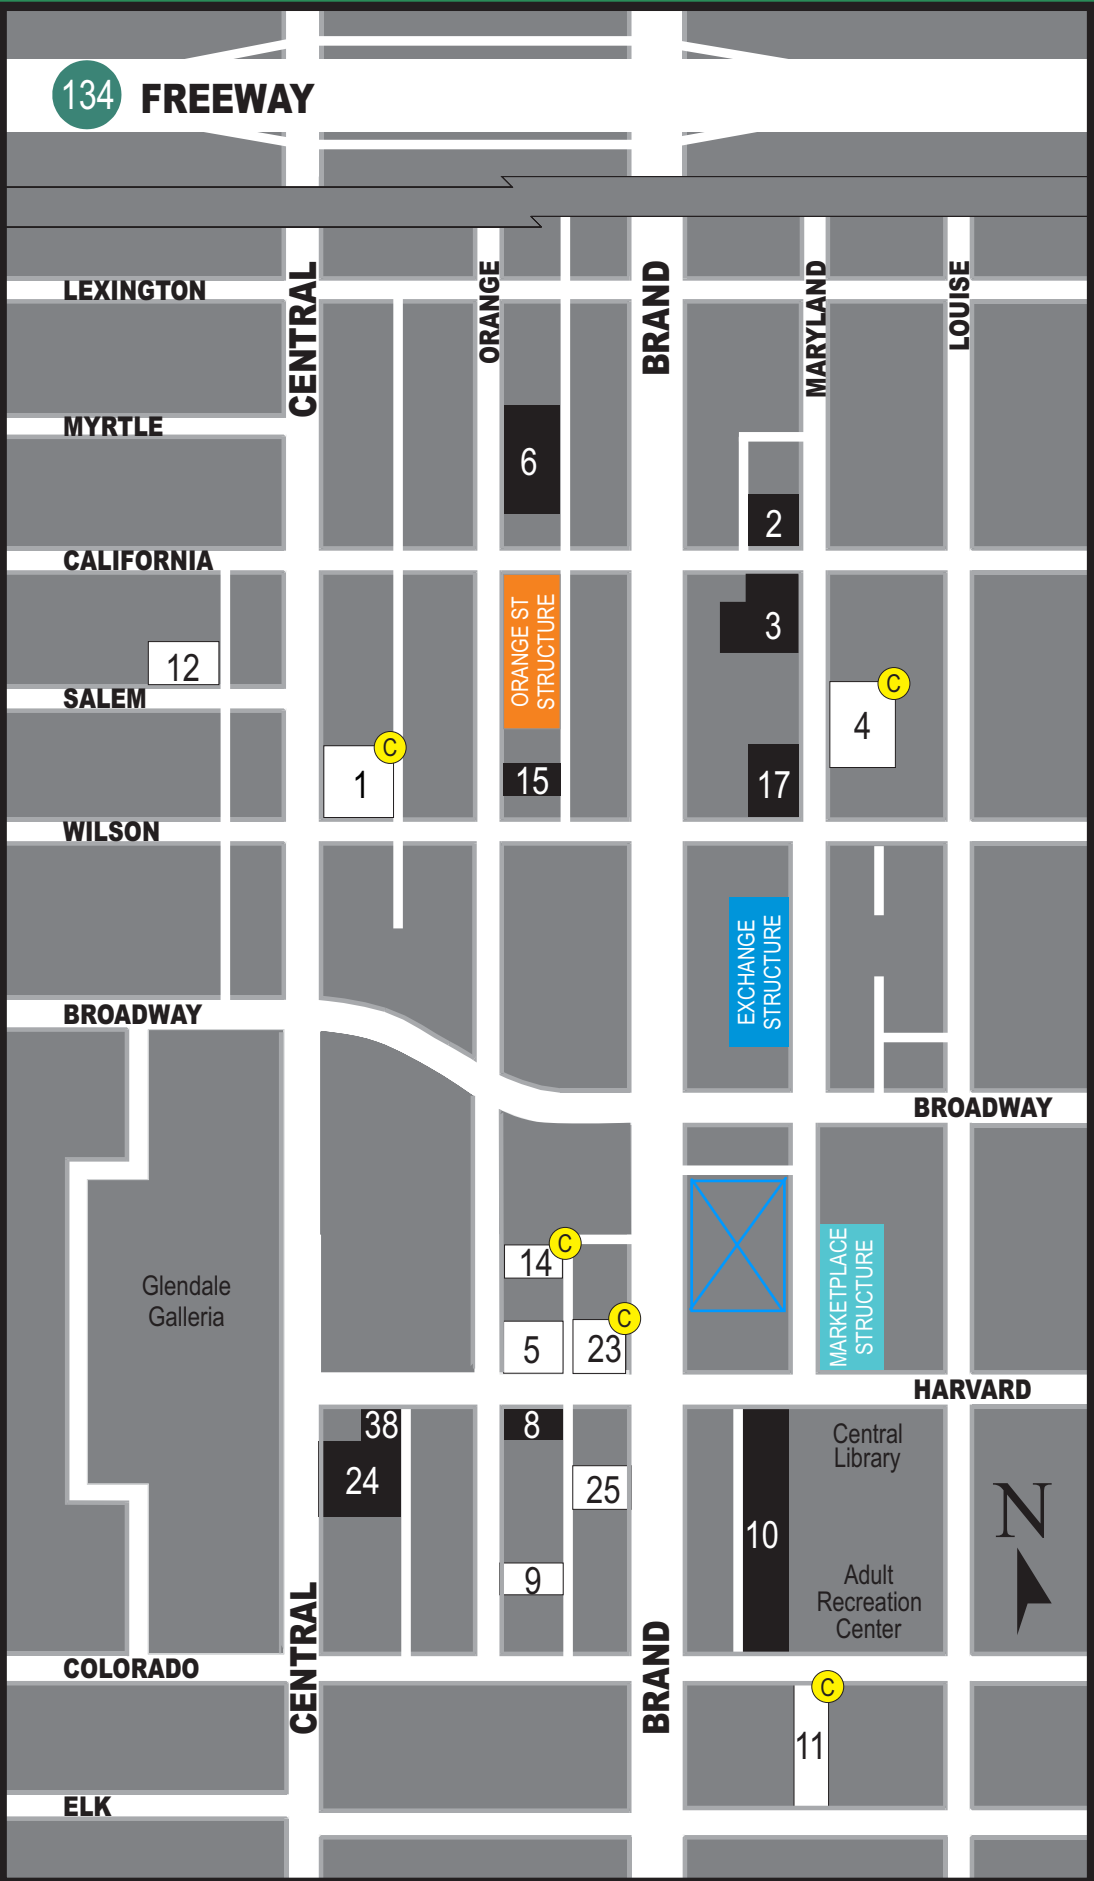 134 FREEWAY
LEXINGTON
CENTRAL
ORANGE
BRAND
MARYLAND
LOUISE
MYRTLE
6
2
CALIFORNIA
ORANGE ST
STRUCTURE
3
12
C
SALEM
4
C
1
15
17
WILSON
EXCHANGE
STRUCTURE
BROADWAY
BROADWAY
C
14
MARKETPLACE
STRUCTURE
Glendale
Galleria
C
5
23
HARVARD
38
8
Central
Library
24
25
N
10
9
Adult
Recreation
Center
CENTRAL
BRAND
COLORADO
C
11
ELK